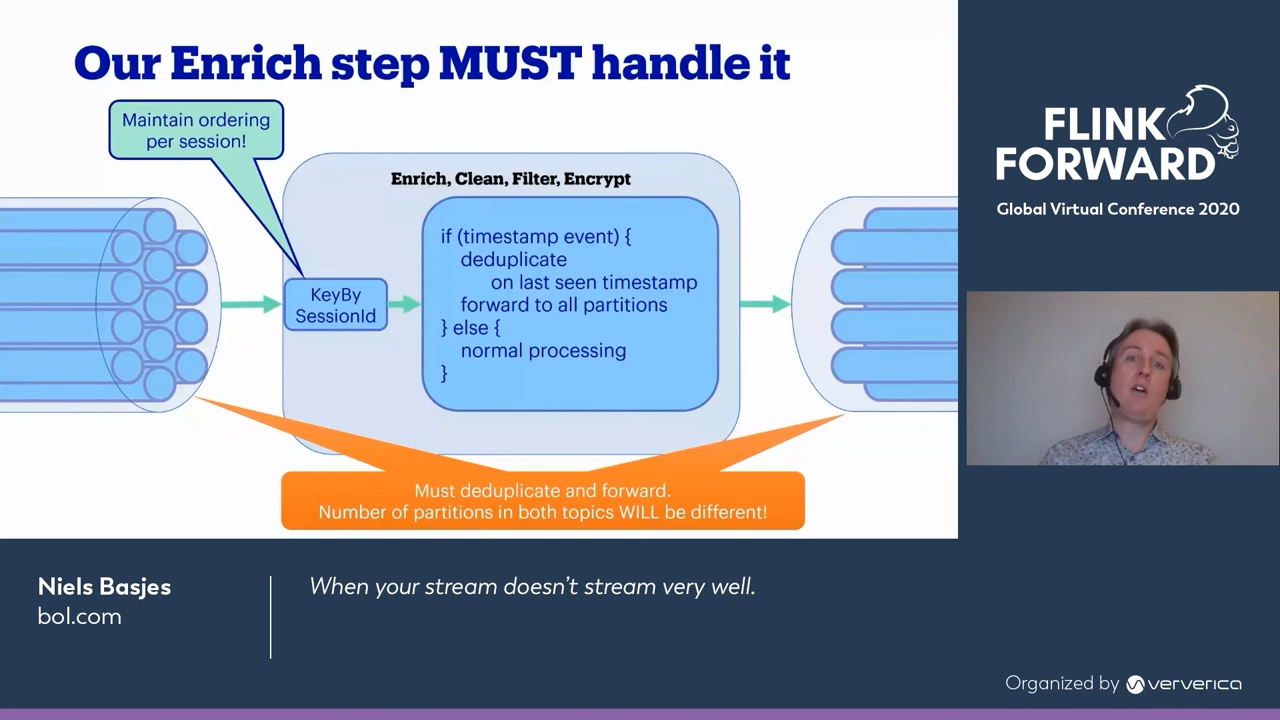 Our Enrich step MUST handle it
Maintain ordering
per session!
Enrich, Clean, Filter, Encrypt
KeyBy
SessionId
if (timestamp event) {
deduplicate
on last seen timestamp
forward to all partitions
} else {
normal processing
}
Must deduplicate and forward.
Number of partitions in both topics WILL be different!
FLINK
FORWARD
Global Virtual Conference 2020
Niels Basjes
bol.com
When your stream doesn't stream very well.
Organized by ververica